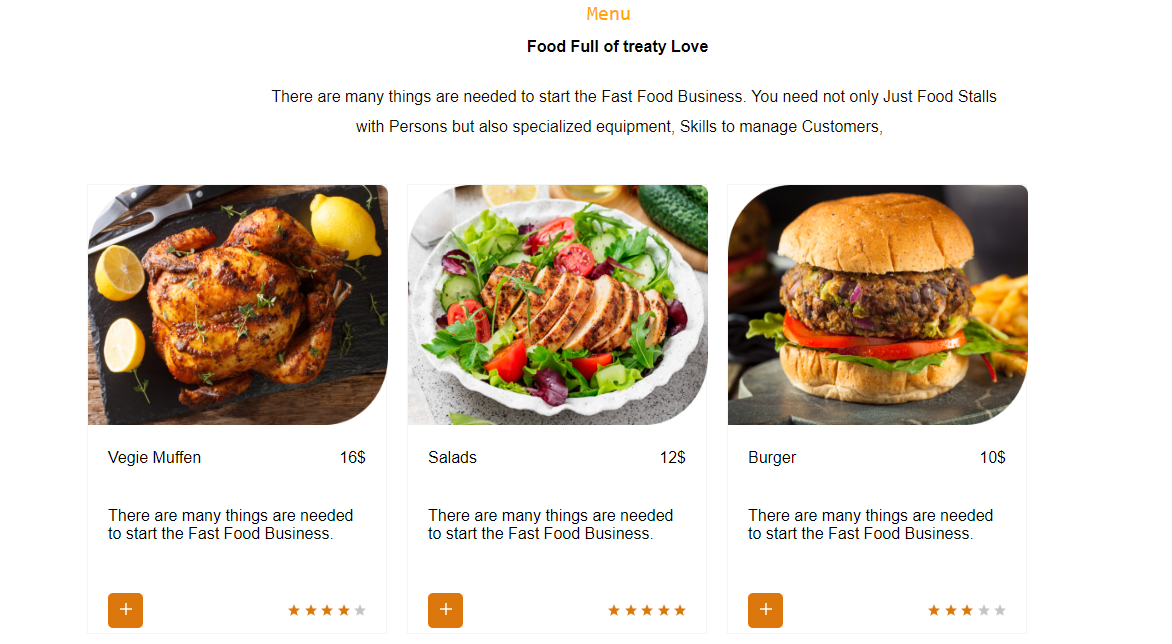 Menu
Food Full of treaty Love
There are many things are needed to start the Fast Food Business. You need not only Just Food Stalls
with Persons but also specialized equipment, Skills to manage Customers,
Vegie Muffen 16$
Salads 12$
Burger 10$
There are many things are needed
to start the Fast Food Business.
There are many things are needed
to start the Fast Food Business.
There are many things are needed
to start the Fast Food Business.
+
+
+